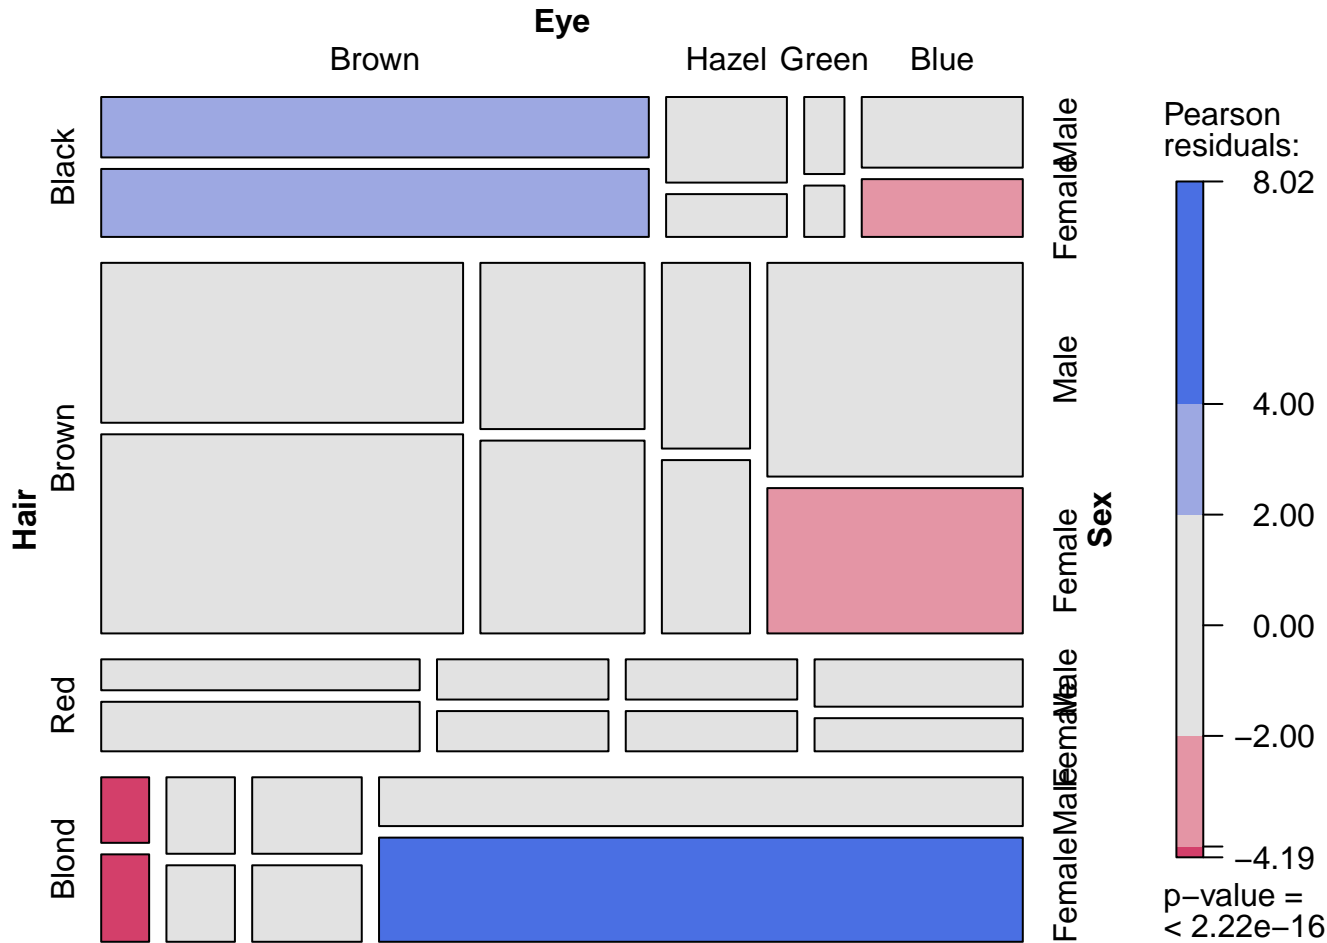 Eye
Brown Hazel Green Blue
Black
Brown
Red
Blond
Hair
Male
Female
Male
Female
Male
Female
Male
Female
Sex
Pearson
residuals:
8.02
4.00
2.00
0.00
−2.00
−4.19
p−value =
< 2.22e−16